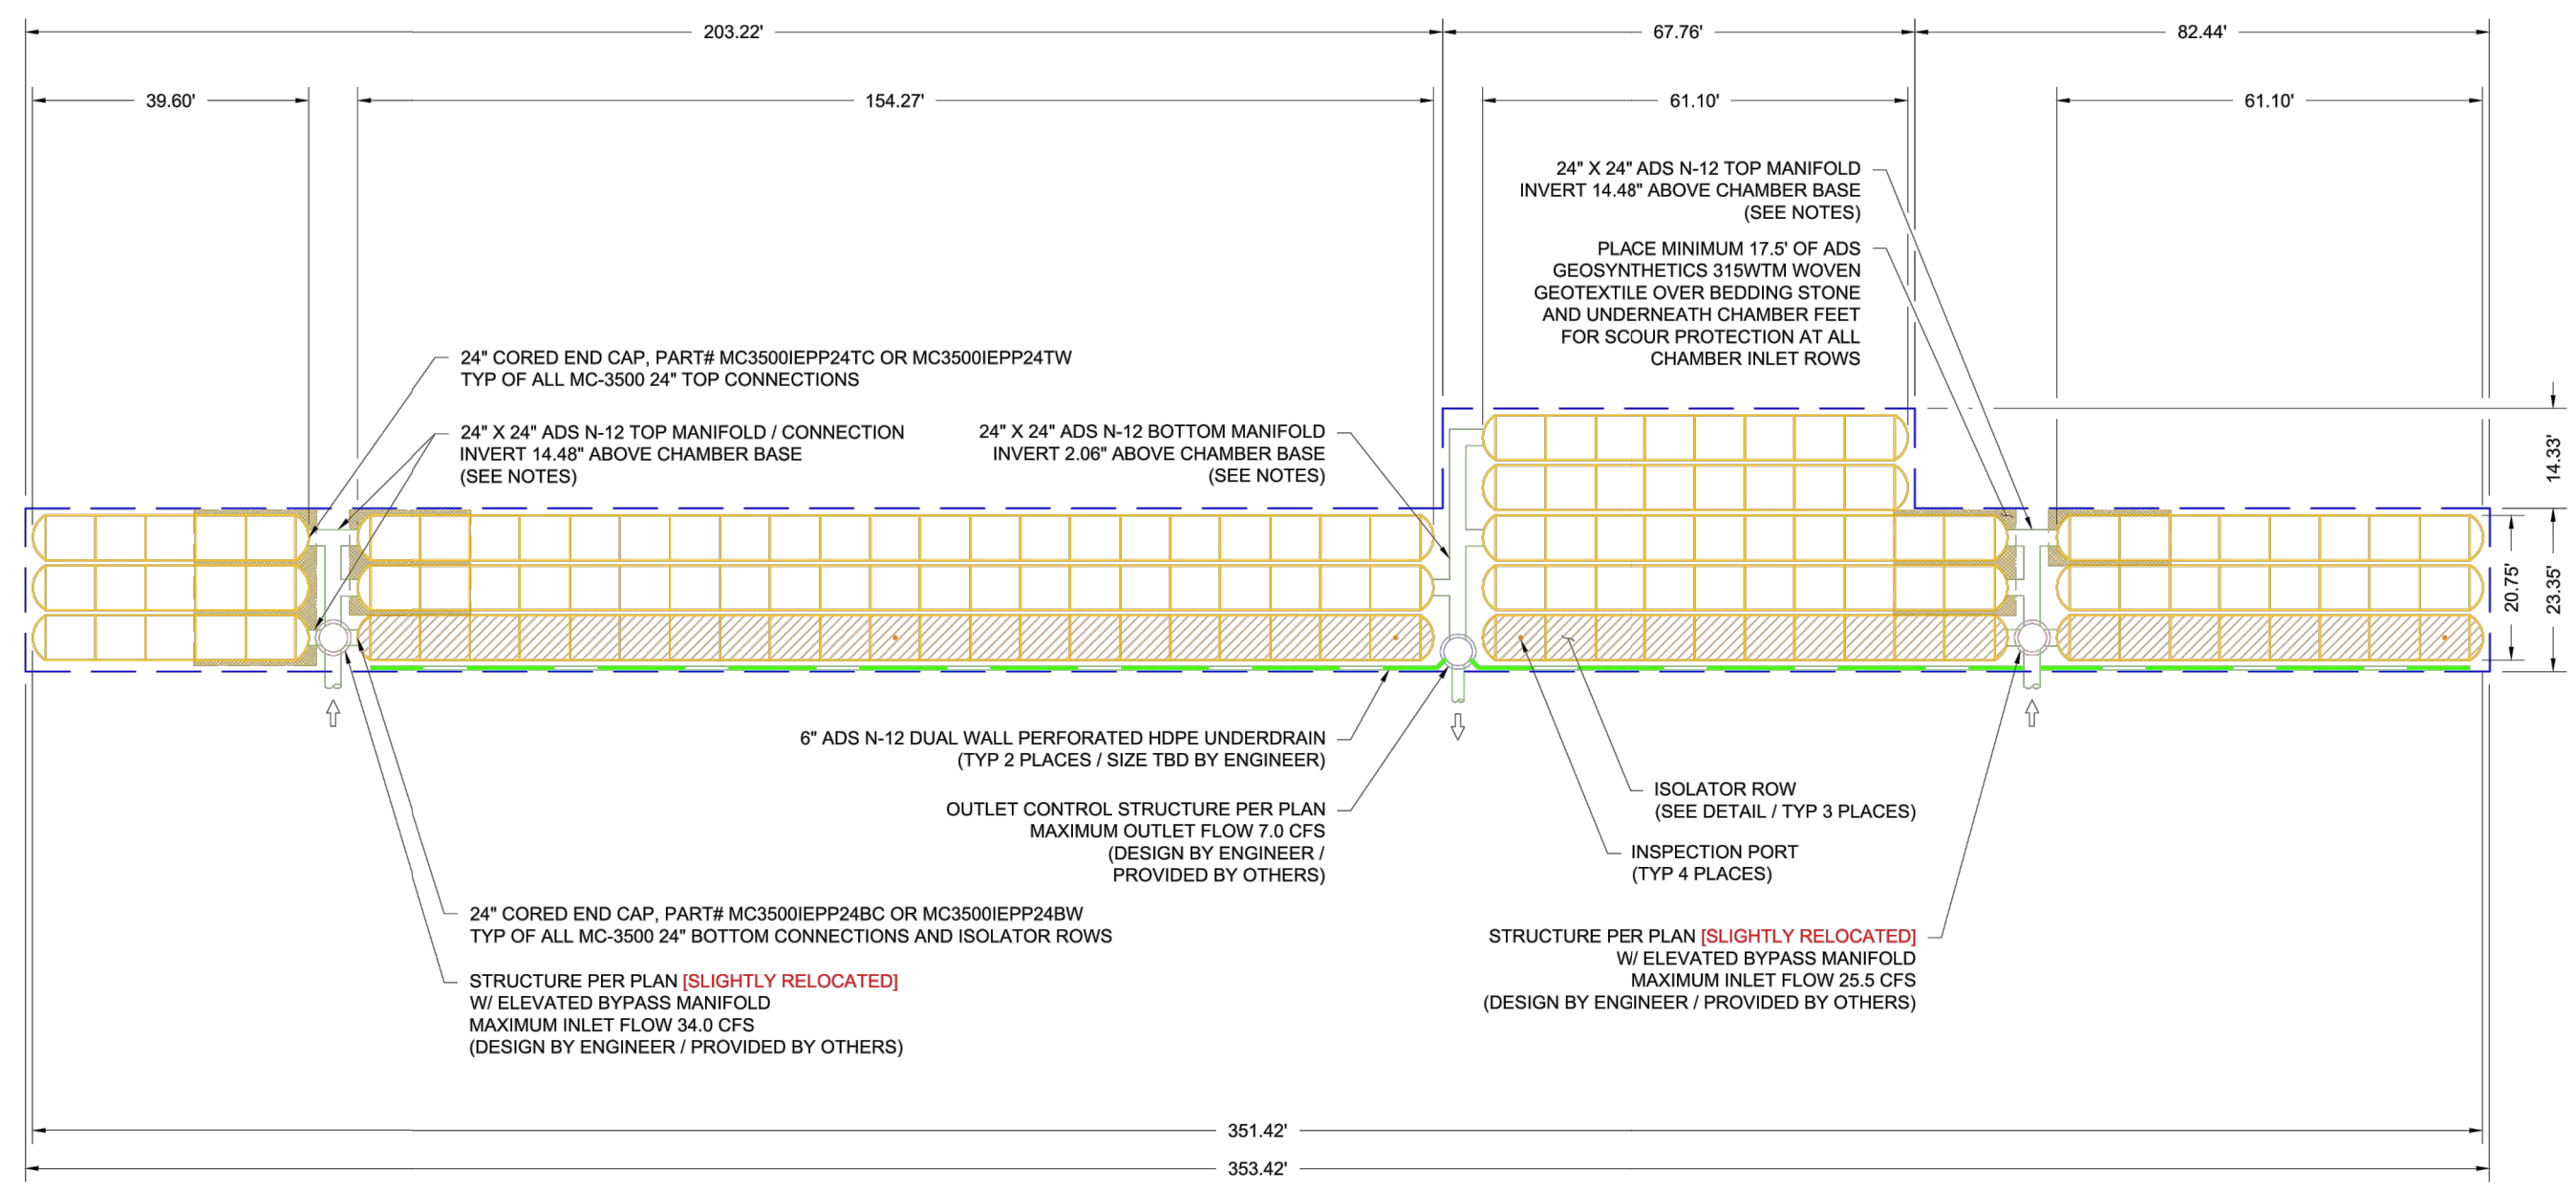 203.22'
67.76'
82.44'
39.60'
154.27'
61.10'
61.10'
24" X 24" ADS N-12 TOP MANIFOLD
INVERT 14.48" ABOVE CHAMBER BASE
(SEE NOTES)
PLACE MINIMUM 17.5' OF ADS
GEOSYNTHETICS 315WTM WOVEN
GEOTEXTILE OVER BEDDING STONE
AND UNDERNEATH CHAMBER FEET
FOR SCOUR PROTECTION AT ALL
CHAMBER INLET ROWS
24" CORED END CAP, PART# MC3500IEPP24TC OR MC3500IEPP24TW
TYP OF ALL MC-3500 24" TOP CONNECTIONS
24" X 24" ADS N-12 TOP MANIFOLD / CONNECTION
INVERT 14.48" ABOVE CHAMBER BASE
(SEE NOTES)
24" X 24" ADS N-12 BOTTOM MANIFOLD
INVERT 2.06" ABOVE CHAMBER BASE
(SEE NOTES)
14.33'
20.75'
23.35'
6" ADS N-12 DUAL WALL PERFORATED HDPE UNDERDRAIN
(TYP 2 PLACES / SIZE TBD BY ENGINEER)
OUTLET CONTROL STRUCTURE PER PLAN
MAXIMUM OUTLET FLOW 7.0 CFS
(DESIGN BY ENGINEER /
PROVIDED BY OTHERS)
ISOLATOR ROW
(SEE DETAIL / TYP 3 PLACES)
INSPECTION PORT
(TYP 4 PLACES)
24" CORED END CAP, PART# MC3500IEPP24BC OR MC3500IEPP24BW
TYP OF ALL MC-3500 24" BOTTOM CONNECTIONS AND ISOLATOR ROWS
STRUCTURE PER PLAN [SLIGHTLY RELOCATED]
W/ ELEVATED BYPASS MANIFOLD
MAXIMUM INLET FLOW 34.0 CFS
(DESIGN BY ENGINEER / PROVIDED BY OTHERS)
STRUCTURE PER PLAN [SLIGHTLY RELOCATED]
W/ ELEVATED BYPASS MANIFOLD
MAXIMUM INLET FLOW 25.5 CFS
(DESIGN BY ENGINEER / PROVIDED BY OTHERS)
351.42'
353.42'